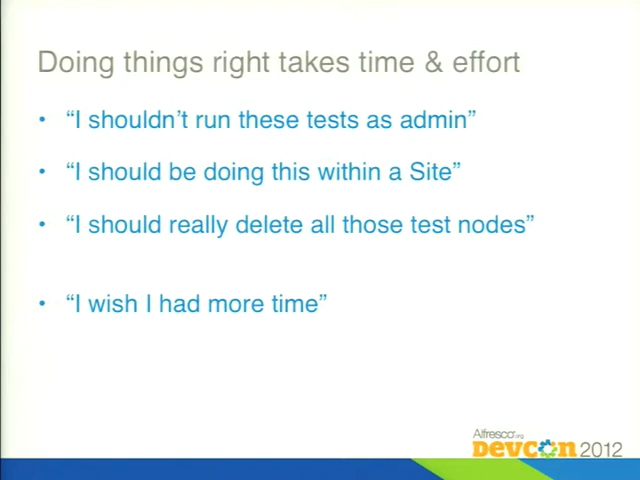 Doing things right takes time & effort
• “I shouldn’t run these tests as admin”
• “I should be doing this within a Site”
• “I should really delete all those test nodes”
• “I wish I had more time”
Alfresco.org
Devcon 2012